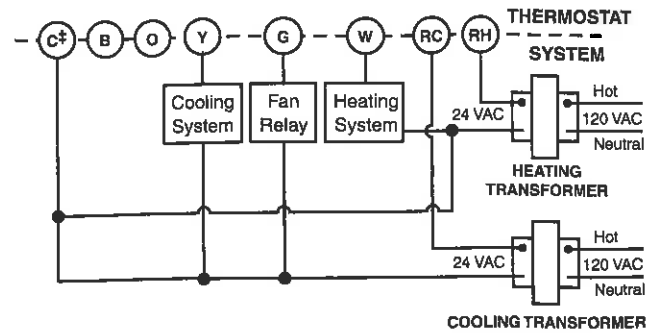 THERMOSTAT
C‡ B O Y G W RC RH
SYSTEM
Cooling System
Fan Relay
Heating System
24 VAC
Hot
120 VAC
Neutral
HEATING
TRANSFORMER
24 VAC
Hot
120 VAC
Neutral
COOLING TRANSFORMER